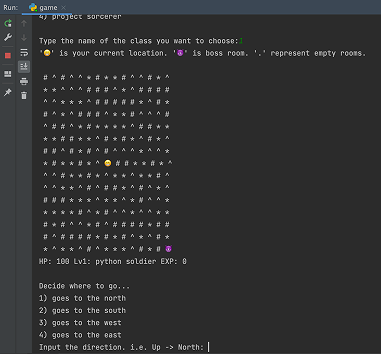 Run: game ×
4) project sorcerer
Type the name of the class you want to choose:1
'😀' is your current location. '😈' is boss room. '.' represent empty rooms.
# ^ # ^ ^ * # * * # ^ ^ # * ^
* * ^ ^ ^ # # # ^ * ^ # # # #
^ ^ * * * ^ # # # # # * ^ # *
# ^ * ^ # # # ^ * * # ^ ^ ^ #
^ # # ^ # * * * * * ^ # # * *
* * # # * * ^ # * # * ^ # ^ *
# # ^ # * # ^ # ^ ^ ^ * ^ ^ *
* # * * # * ^ 😀 # # * * # * ^
^ ^ # * * # * ^ * * ^ * * # ^
^ ^ * * ^ # ^ # # * ^ # ^ * ^
# # # * * * ^ * * ^ * # ^ ^ *
* * * * # ^ # ^ # * ^ ^ * ^ *
# * ^ ^ * # ^ # * * # ^ # # #
# ^ # # # # * # * # ^ # ^ * *
* ^ * * ^ # ^ * * * ^ # * # 😈
HP: 100 Lv1: python soldier EXP: 0
Decide where to go...
1) goes to the north
2) goes to the south
3) goes to the west
4) goes to the east
Input the direction. i.e. Up -> North: